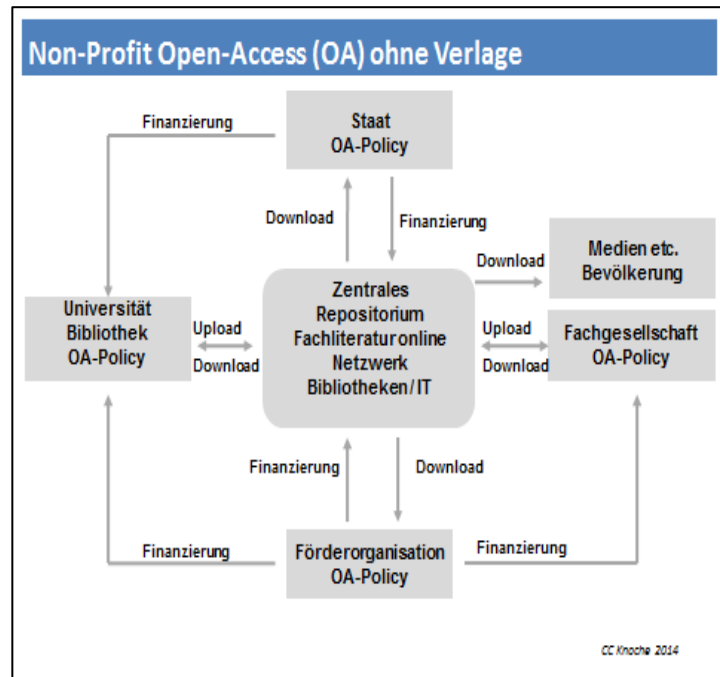 Non-Profit Open-Access (OA) ohne Verlage
Finanzierung
Staat
OA-Policy
Download
Finanzierung
Medien etc.
Bevölkerung
Download
Universität
Bibliothek
OA-Policy
Upload
Download
Zentrales
Repositorium
Fachliteratur online
Netzwerk
Bibliotheken/ IT
Upload
Download
Fachgesellschaft
OA-Policy
Finanzierung
Download
Finanzierung
Förderorganisation
OA-Policy
Finanzierung
CC Knoche 2014